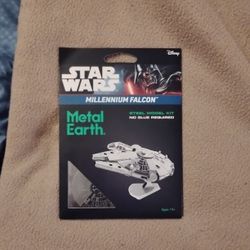 Disney
STAR
WARS
MILLENNIUM FALCON
Metal
Earth
STEEL MODEL KIT
NO GLUE REQUIRED